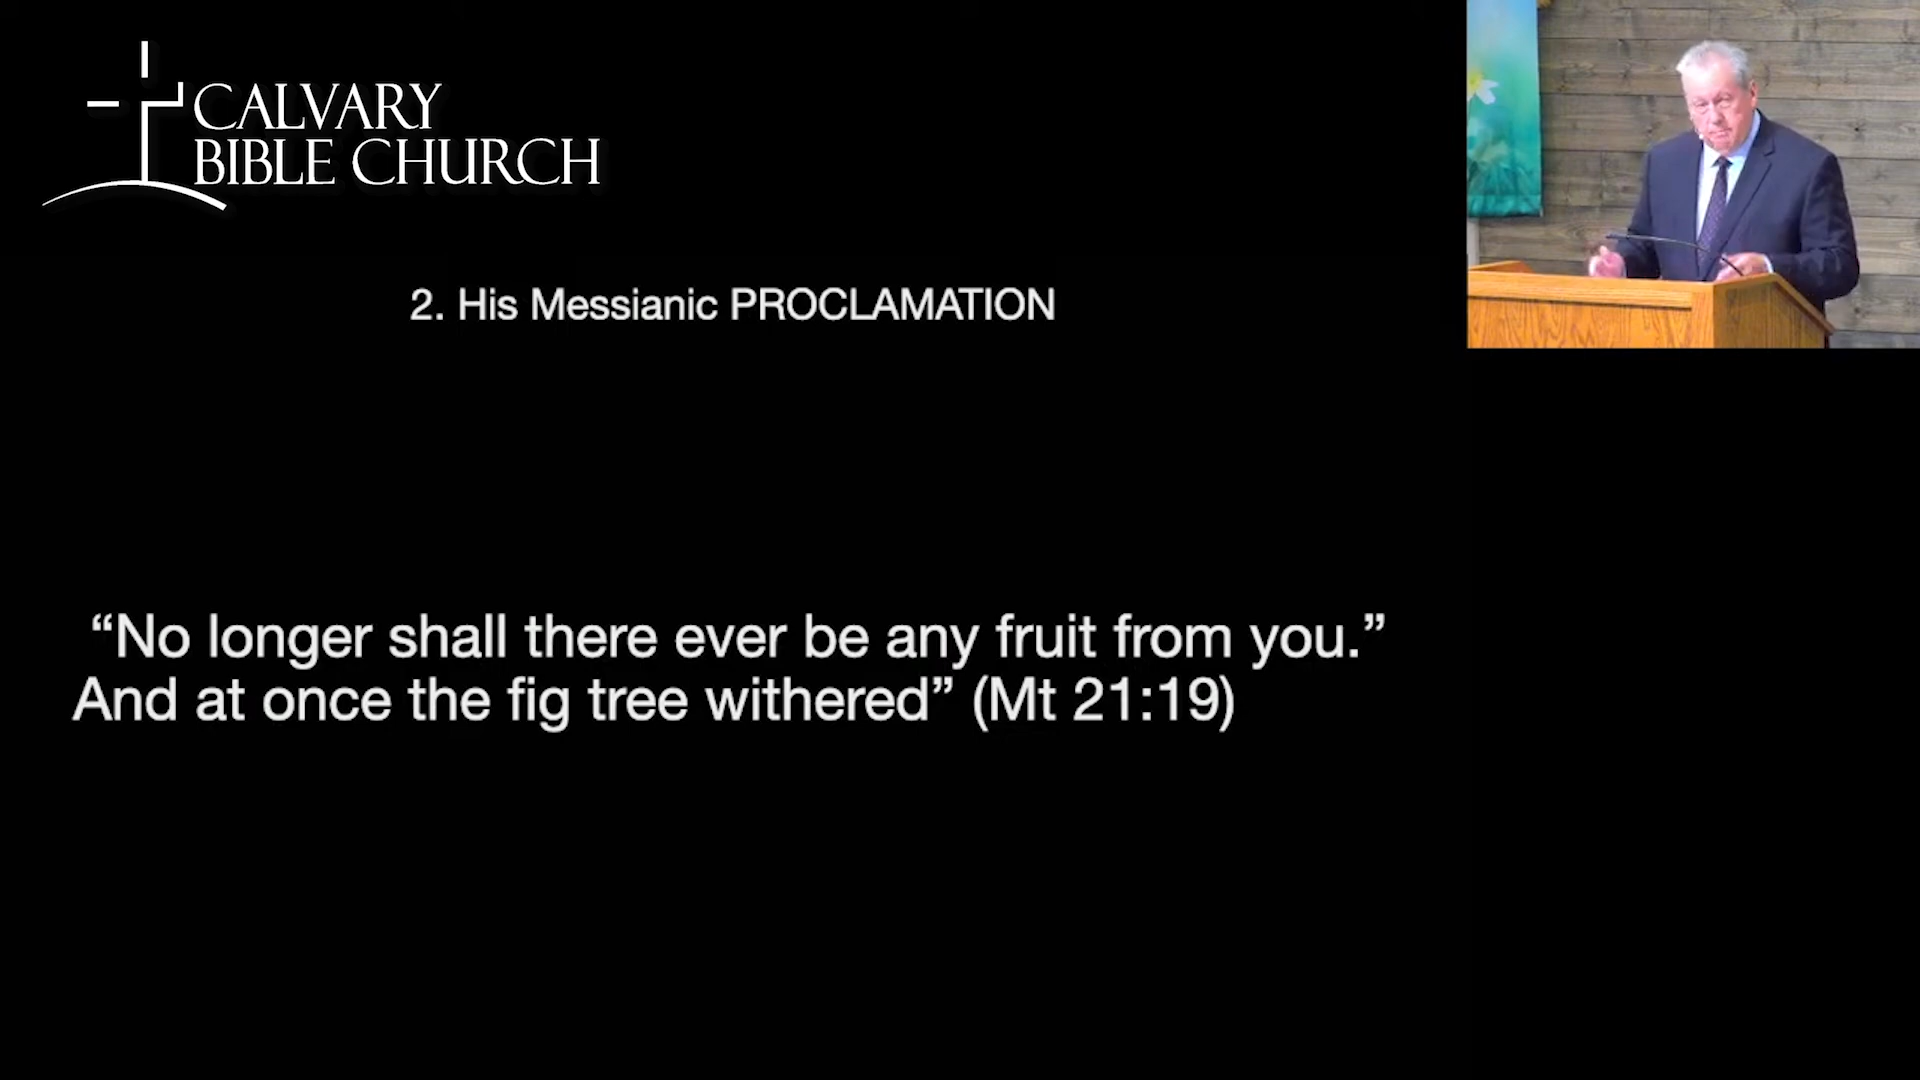 CALVARY
BIBLE CHURCH
2. His Messianic PROCLAMATION
“No longer shall there ever be any fruit from you.”
And at once the fig tree withered” (Mt 21:19)